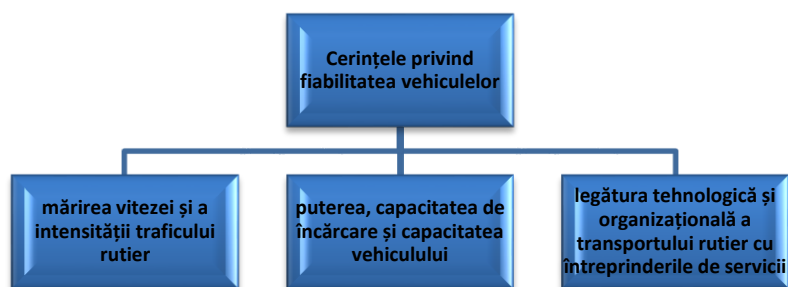 Cerințele privind
fiabilitatea vehiculelor
mărirea vitezei și a
intensității traficului
rutier
puterea, capacitatea de
încărcare și capacitatea
vehiculului
legătura tehnologică și
organizațională a
transportului rutier cu
întreprinderile de servicii